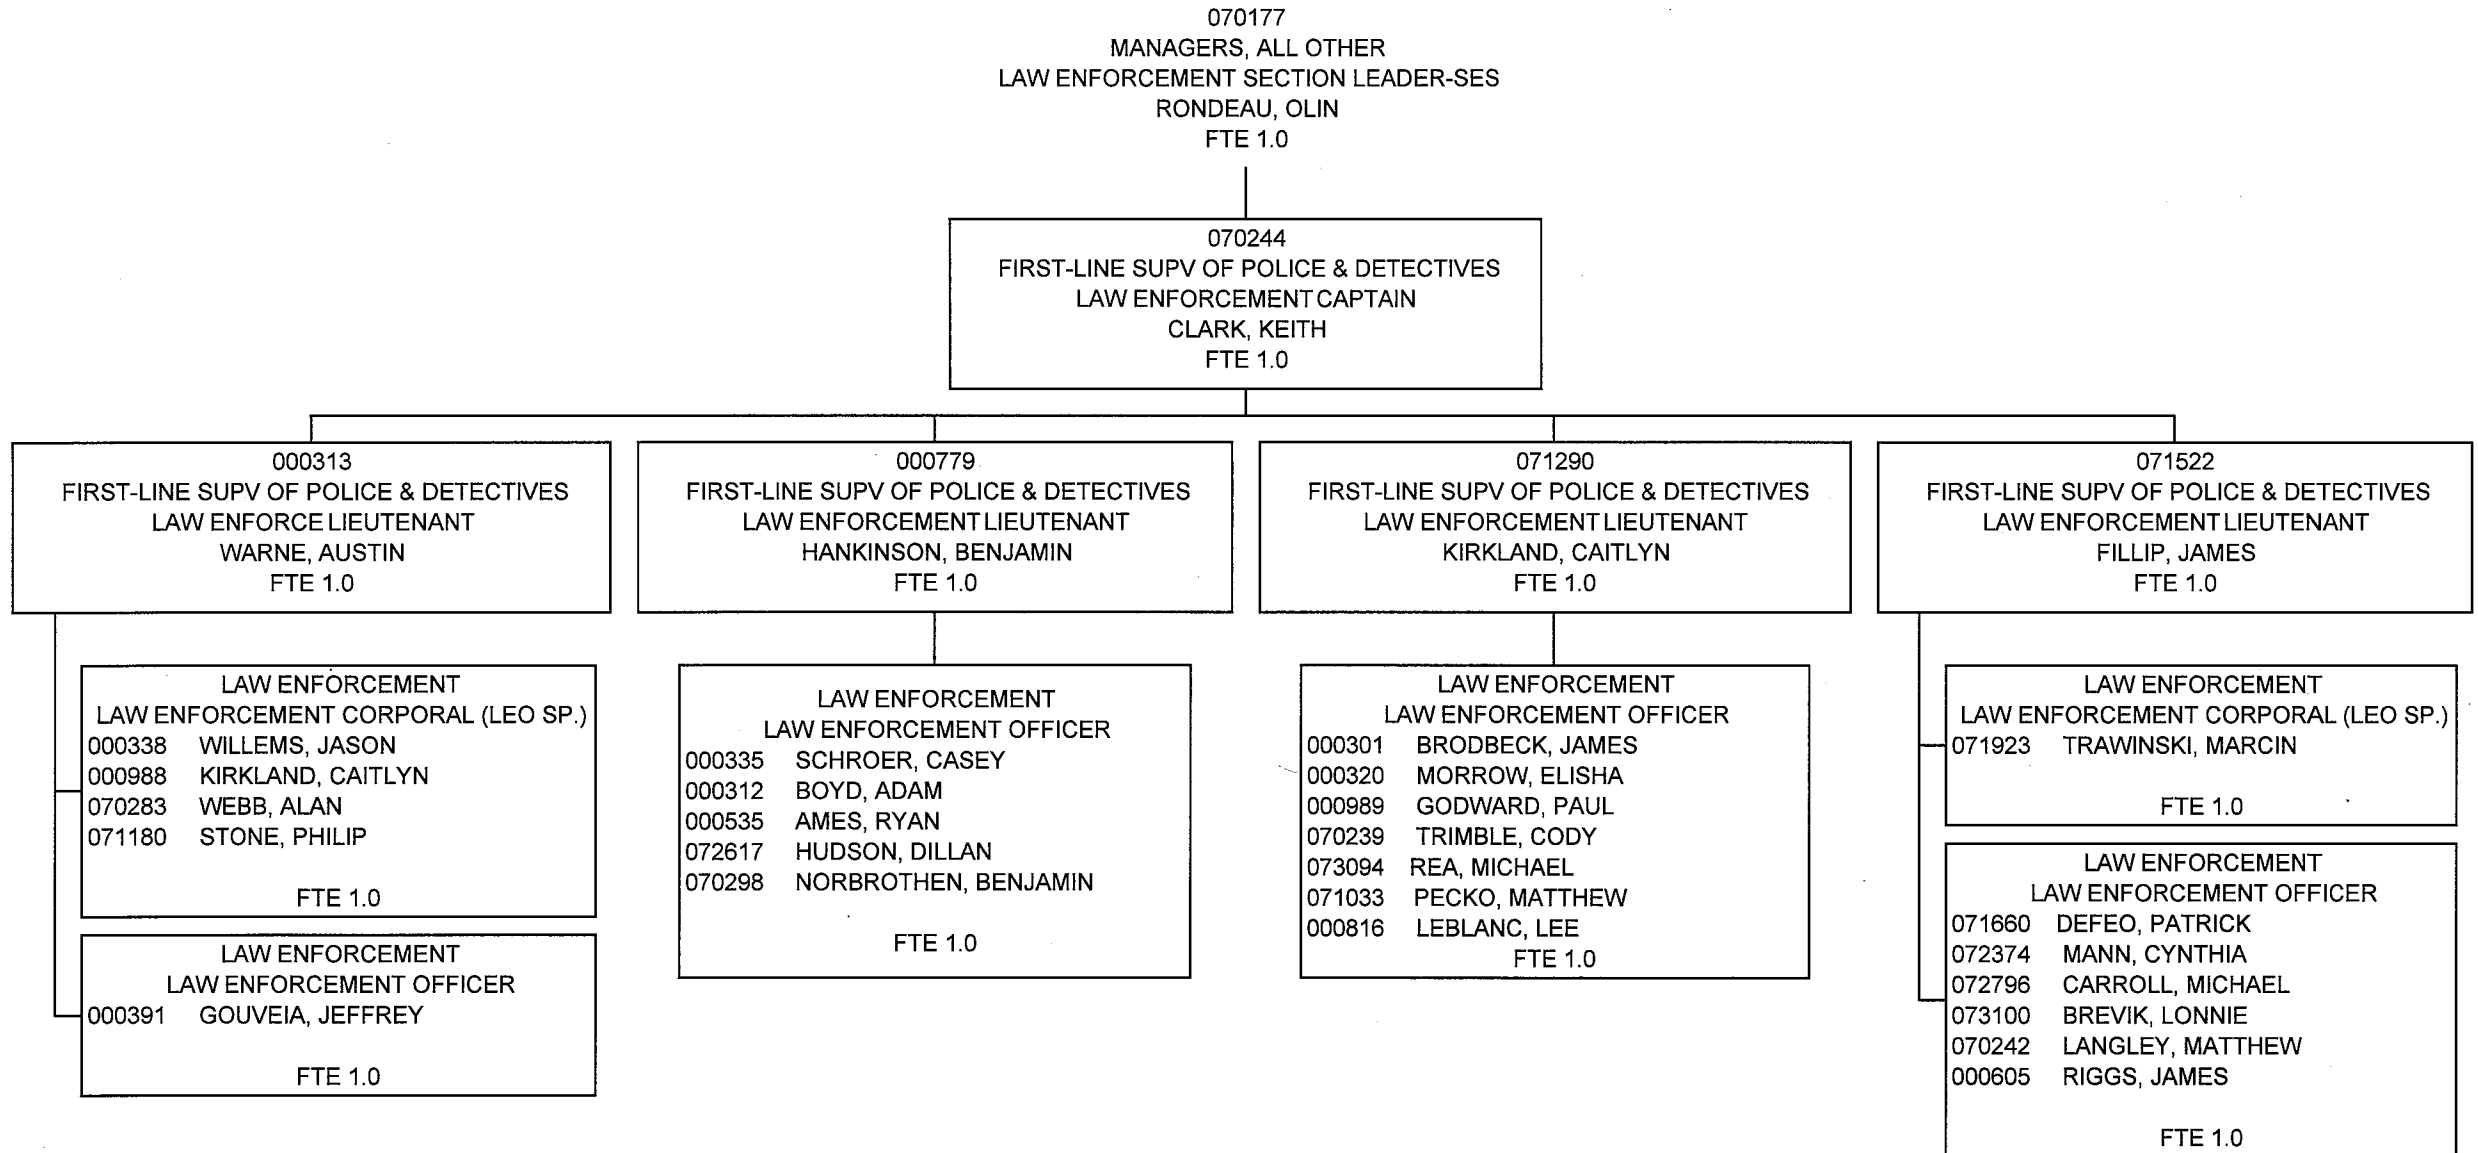 070177
MANAGERS, ALL OTHER
LAW ENFORCEMENT SECTION LEADER-SES
RONDEAU, OLIN
FTE 1.0
070244
FIRST-LINE SUPV OF POLICE & DETECTIVES
LAW ENFORCEMENT CAPTAIN
CLARK, KEITH
FTE 1.0
000313
FIRST-LINE SUPV OF POLICE & DETECTIVES
LAW ENFORCE LIEUTENANT
WARNE, AUSTIN
FTE 1.0
LAW ENFORCEMENT
LAW ENFORCEMENT CORPORAL (LEO SP.)
000338 WILLEMS, JASON
000988 KIRKLAND, CAITLYN
070283 WEBB, ALAN
071180 STONE, PHILIP
FTE 1.0
LAW ENFORCEMENT
LAW ENFORCEMENT OFFICER
000391 GOUVEIA, JEFFREY
FTE 1.0
000779
FIRST-LINE SUPV OF POLICE & DETECTIVES
LAW ENFORCEMENT LIEUTENANT
HANKINSON, BENJAMIN
FTE 1.0
LAW ENFORCEMENT
LAW ENFORCEMENT OFFICER
000335 SCHROER, CASEY
000312 BOYD, ADAM
000535 AMES, RYAN
072617 HUDSON, DILLAN
070298 NORBROTHEN, BENJAMIN
FTE 1.0
071290
FIRST-LINE SUPV OF POLICE & DETECTIVES
LAW ENFORCEMENT LIEUTENANT
KIRKLAND, CAITLYN
FTE 1.0
LAW ENFORCEMENT
LAW ENFORCEMENT OFFICER
000301 BRODBECK, JAMES
000320 MORROW, ELISHA
000989 GODWARD, PAUL
070239 TRIMBLE, CODY
073094 REA, MICHAEL
071033 PECKO, MATTHEW
000816 LEBLANC, LEE
FTE 1.0
071522
FIRST-LINE SUPV OF POLICE & DETECTIVES
LAW ENFORCEMENT LIEUTENANT
FILLIP, JAMES
FTE 1.0
LAW ENFORCEMENT
LAW ENFORCEMENT CORPORAL (LEO SP.)
071923 TRAWINSKI, MARCIN
FTE 1.0
LAW ENFORCEMENT
LAW ENFORCEMENT OFFICER
071660 DEFEO, PATRICK
072374 MANN, CYNTHIA
072796 CARROLL, MICHAEL
073100 BREVIK, LONNIE
070242 LANGLEY, MATTHEW
000605 RIGGS, JAMES
FTE 1.0